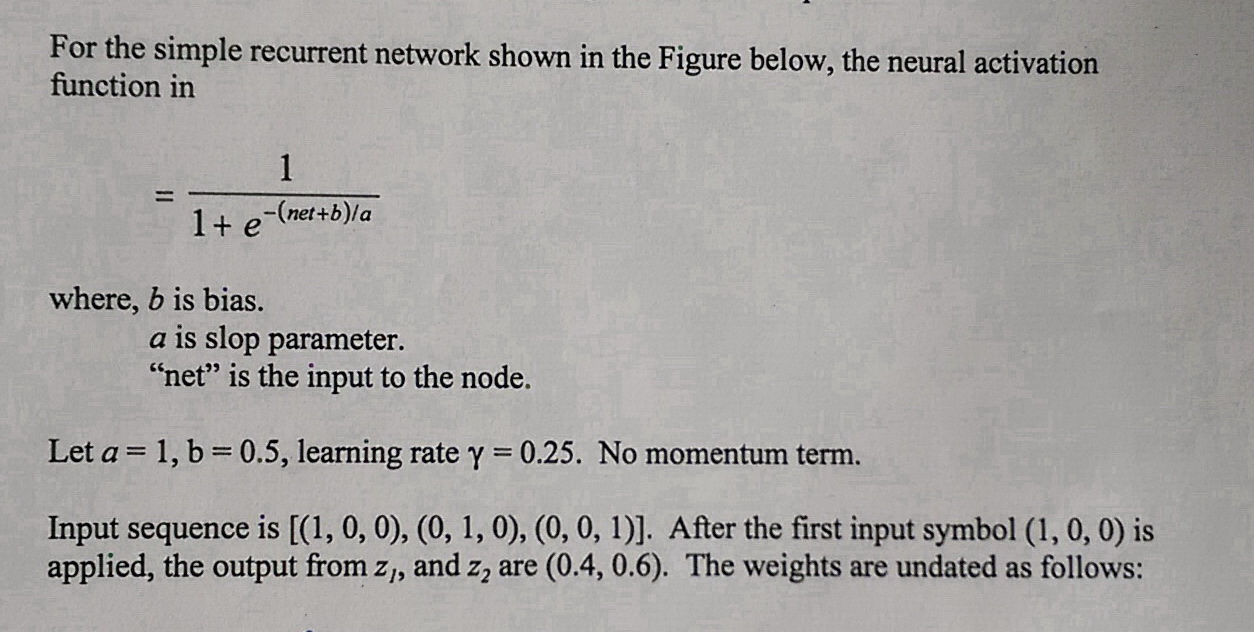 For the simple recurrent network shown in the Figure below, the neural activation
function in
= 1 / (1 + e^-(net+b)/a)
where, b is bias.
a is slop parameter.
“net” is the input to the node.
Let a = 1, b = 0.5, learning rate γ = 0.25. No momentum term.
Input sequence is [(1, 0, 0), (0, 1, 0), (0, 0, 1)]. After the first input symbol (1, 0, 0) is
applied, the output from z₁, and z₂ are (0.4, 0.6). The weights are undated as follows: